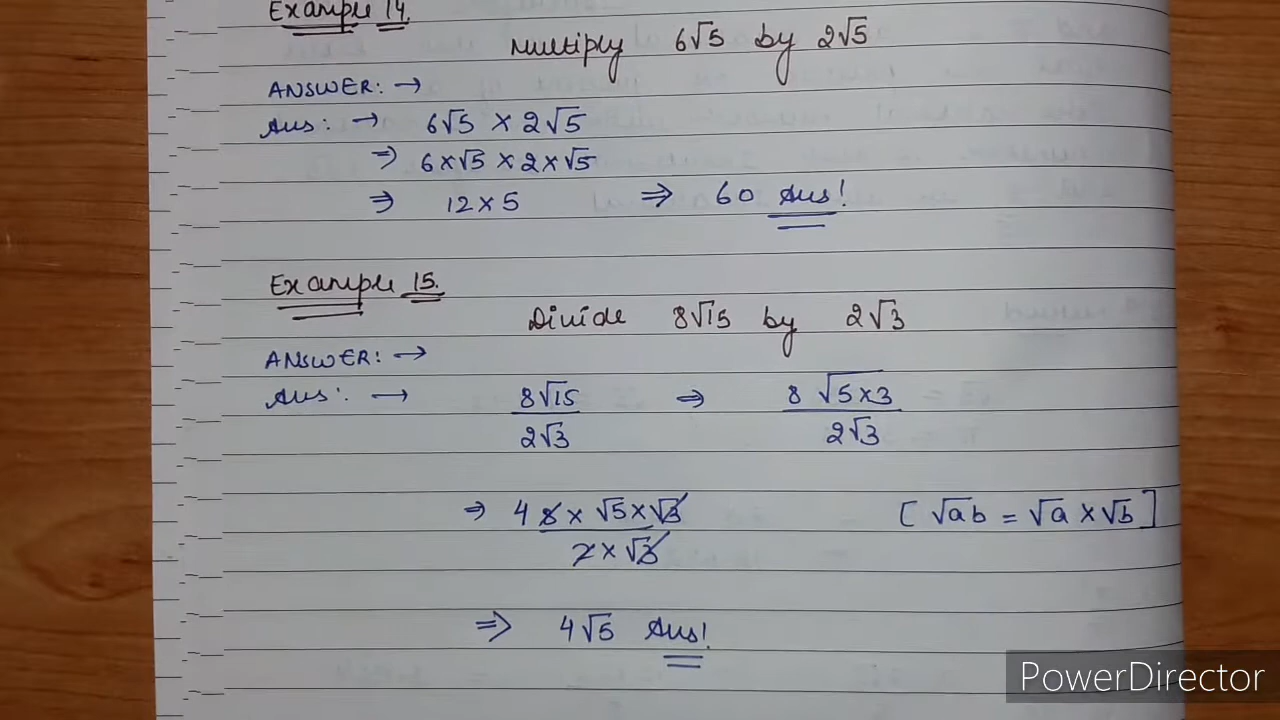 Example 14.
Multiply 6√5 by 2√5
ANSWER: →
Ans: → 6√5 × 2√5
⇒ 6×√5 × 2×√5
⇒ 12×5 ⇒ 60 Ans!
Example 15.
Divide 8√15 by 2√3
ANSWER: →
Ans: → 8√15 ⇒ 8 √5×3
2√3 2√3
⇒ 4 8 × √5 × √3 [ √ab = √a × √b ]
2 × √3
⇒ 4√5 Ans!
PowerDirector